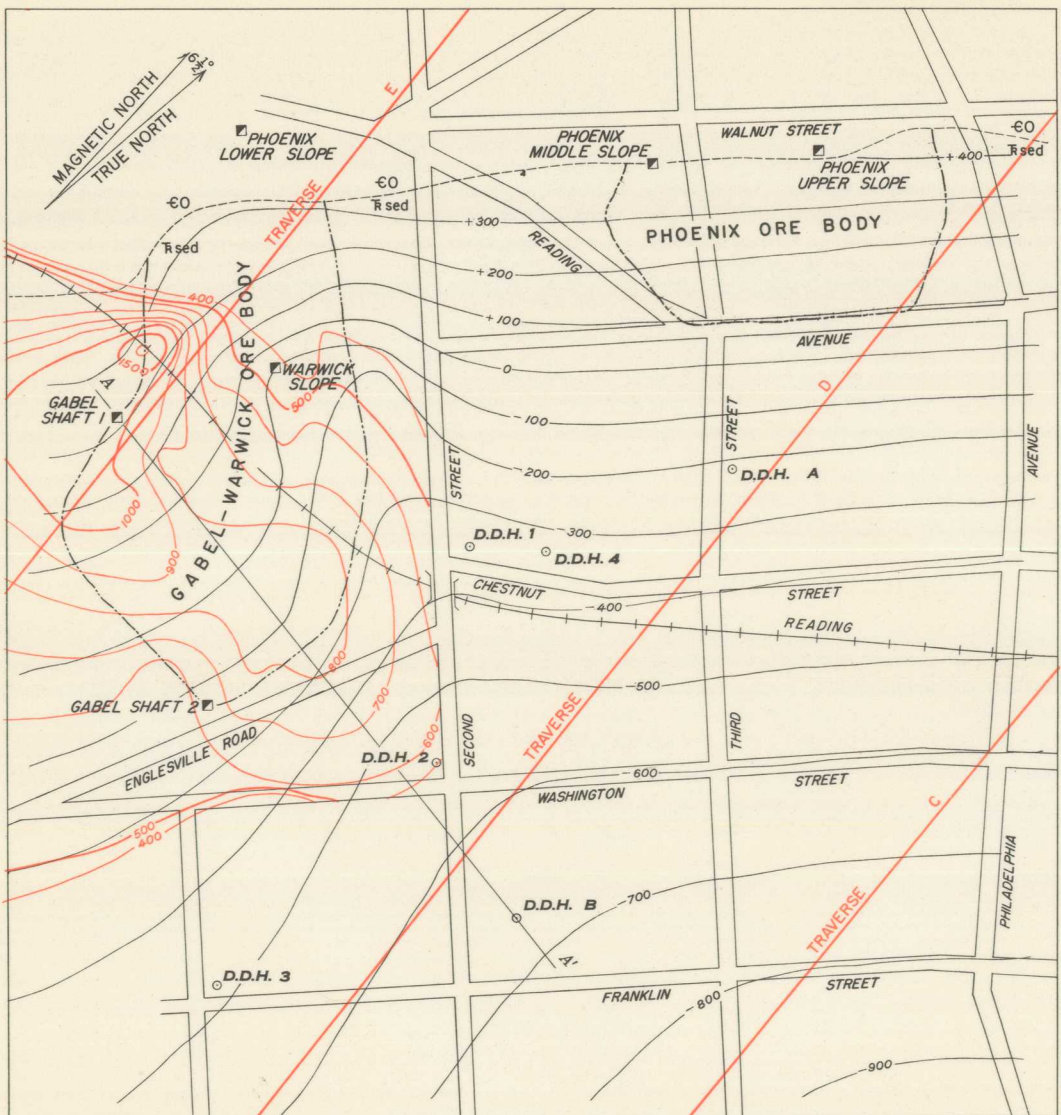 MAGNETIC NORTH
6½°
TRUE NORTH
E
PHOENIX
LOWER SLOPE
PHOENIX
MIDDLE SLOPE
WALNUT STREET
PHOENIX
UPPER SLOPE
+400
-ЄO
Ꞃ sed
-ЄO
Ꞃ sed
-ЄO
Ꞃ sed
TRAVERSE
+300
READING
PHOENIX ORE BODY
+200
400
+100
AVENUE
0
1500
WARWICK
SLOPE
500
A
GABEL
SHAFT 1
GABEL-WARWICK ORE BODY
-100
D
STREET
STREET
AVENUE
-200
D.D.H. A
1000
-300
D.D.H. 1
D.D.H. 4
900
CHESTNUT
STREET
-400
READING
800
-500
700
GABEL SHAFT 2
600
ENGLESVILLE ROAD
D.D.H. 2
SECOND
TRAVERSE
THIRD
-600
WASHINGTON
STREET
C
500
400
PHILADELPHIA
-700
D.D.H. B
TRAVERSE
A'
D.D.H. 3
FRANKLIN
STREET
-800
-900